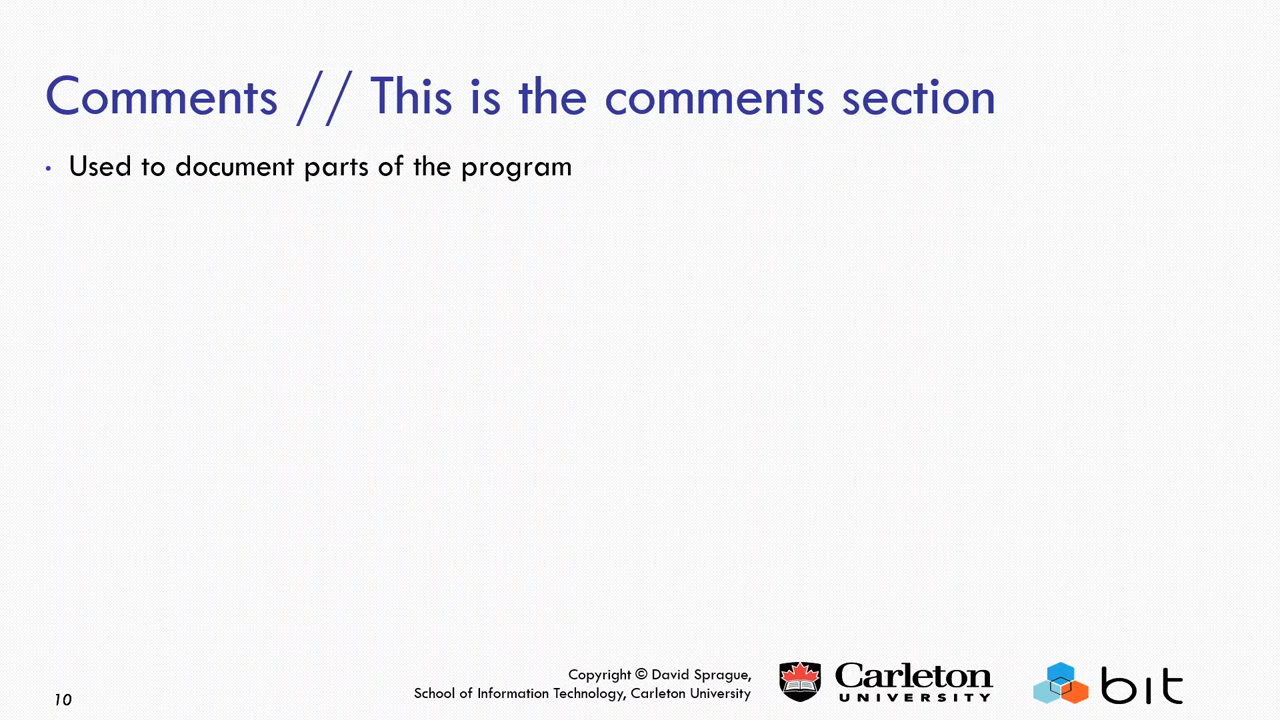 Comments // This is the comments section
• Used to document parts of the program
Copyright © David Sprague,
School of Information Technology, Carleton University
Carleton
UNIVERSITY
bit
10